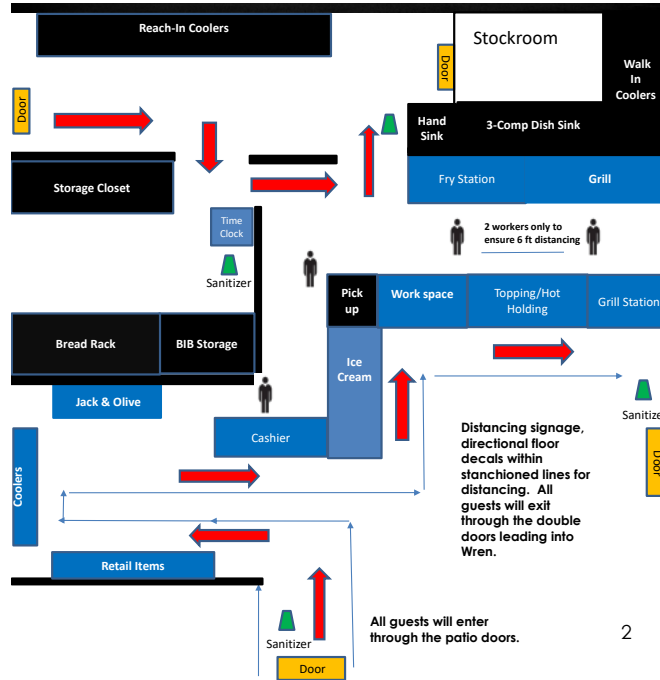 Reach-In Coolers
Stockroom
Door
Door
Walk
In
Coolers
Hand
Sink
3-Comp Dish Sink
Storage Closet
Fry Station
Grill
Time
Clock
2 workers only to
ensure 6 ft distancing
Sanitizer
Pick
up
Work space
Topping/Hot
Holding
Grill Station
Bread Rack
BIB Storage
Ice
Cream
Jack & Olive
Cashier
Sanitize
Door
Distancing signage,
directional floor
decals within
stanchioned lines for
distancing. All
guests will exit
through the double
doors leading into
Wren.
Coolers
Retail Items
All guests will enter
through the patio doors.
Sanitizer
Door
2